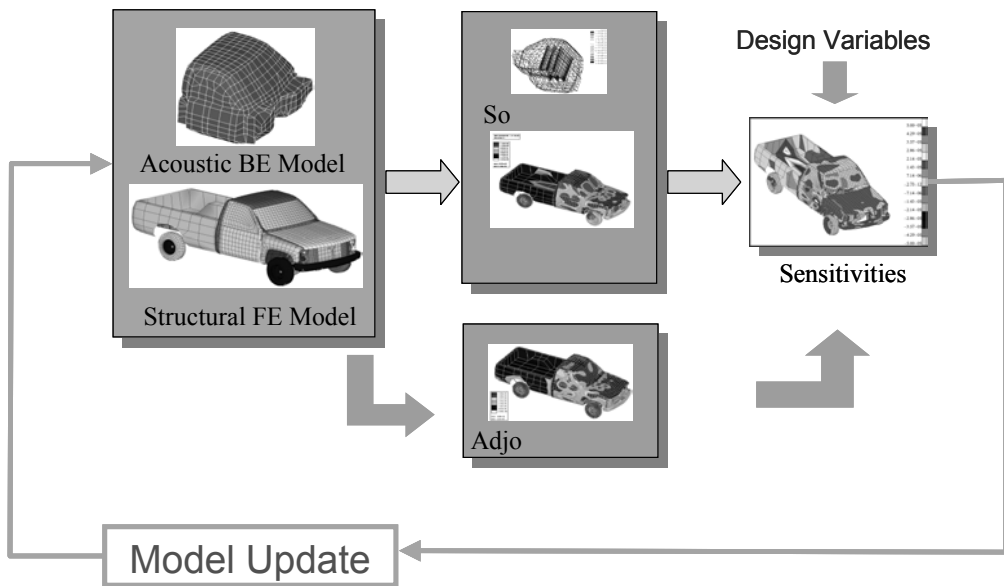 Acoustic BE Model
Structural FE Model
So
Adjo
Design Variables
Sensitivities
Model Update